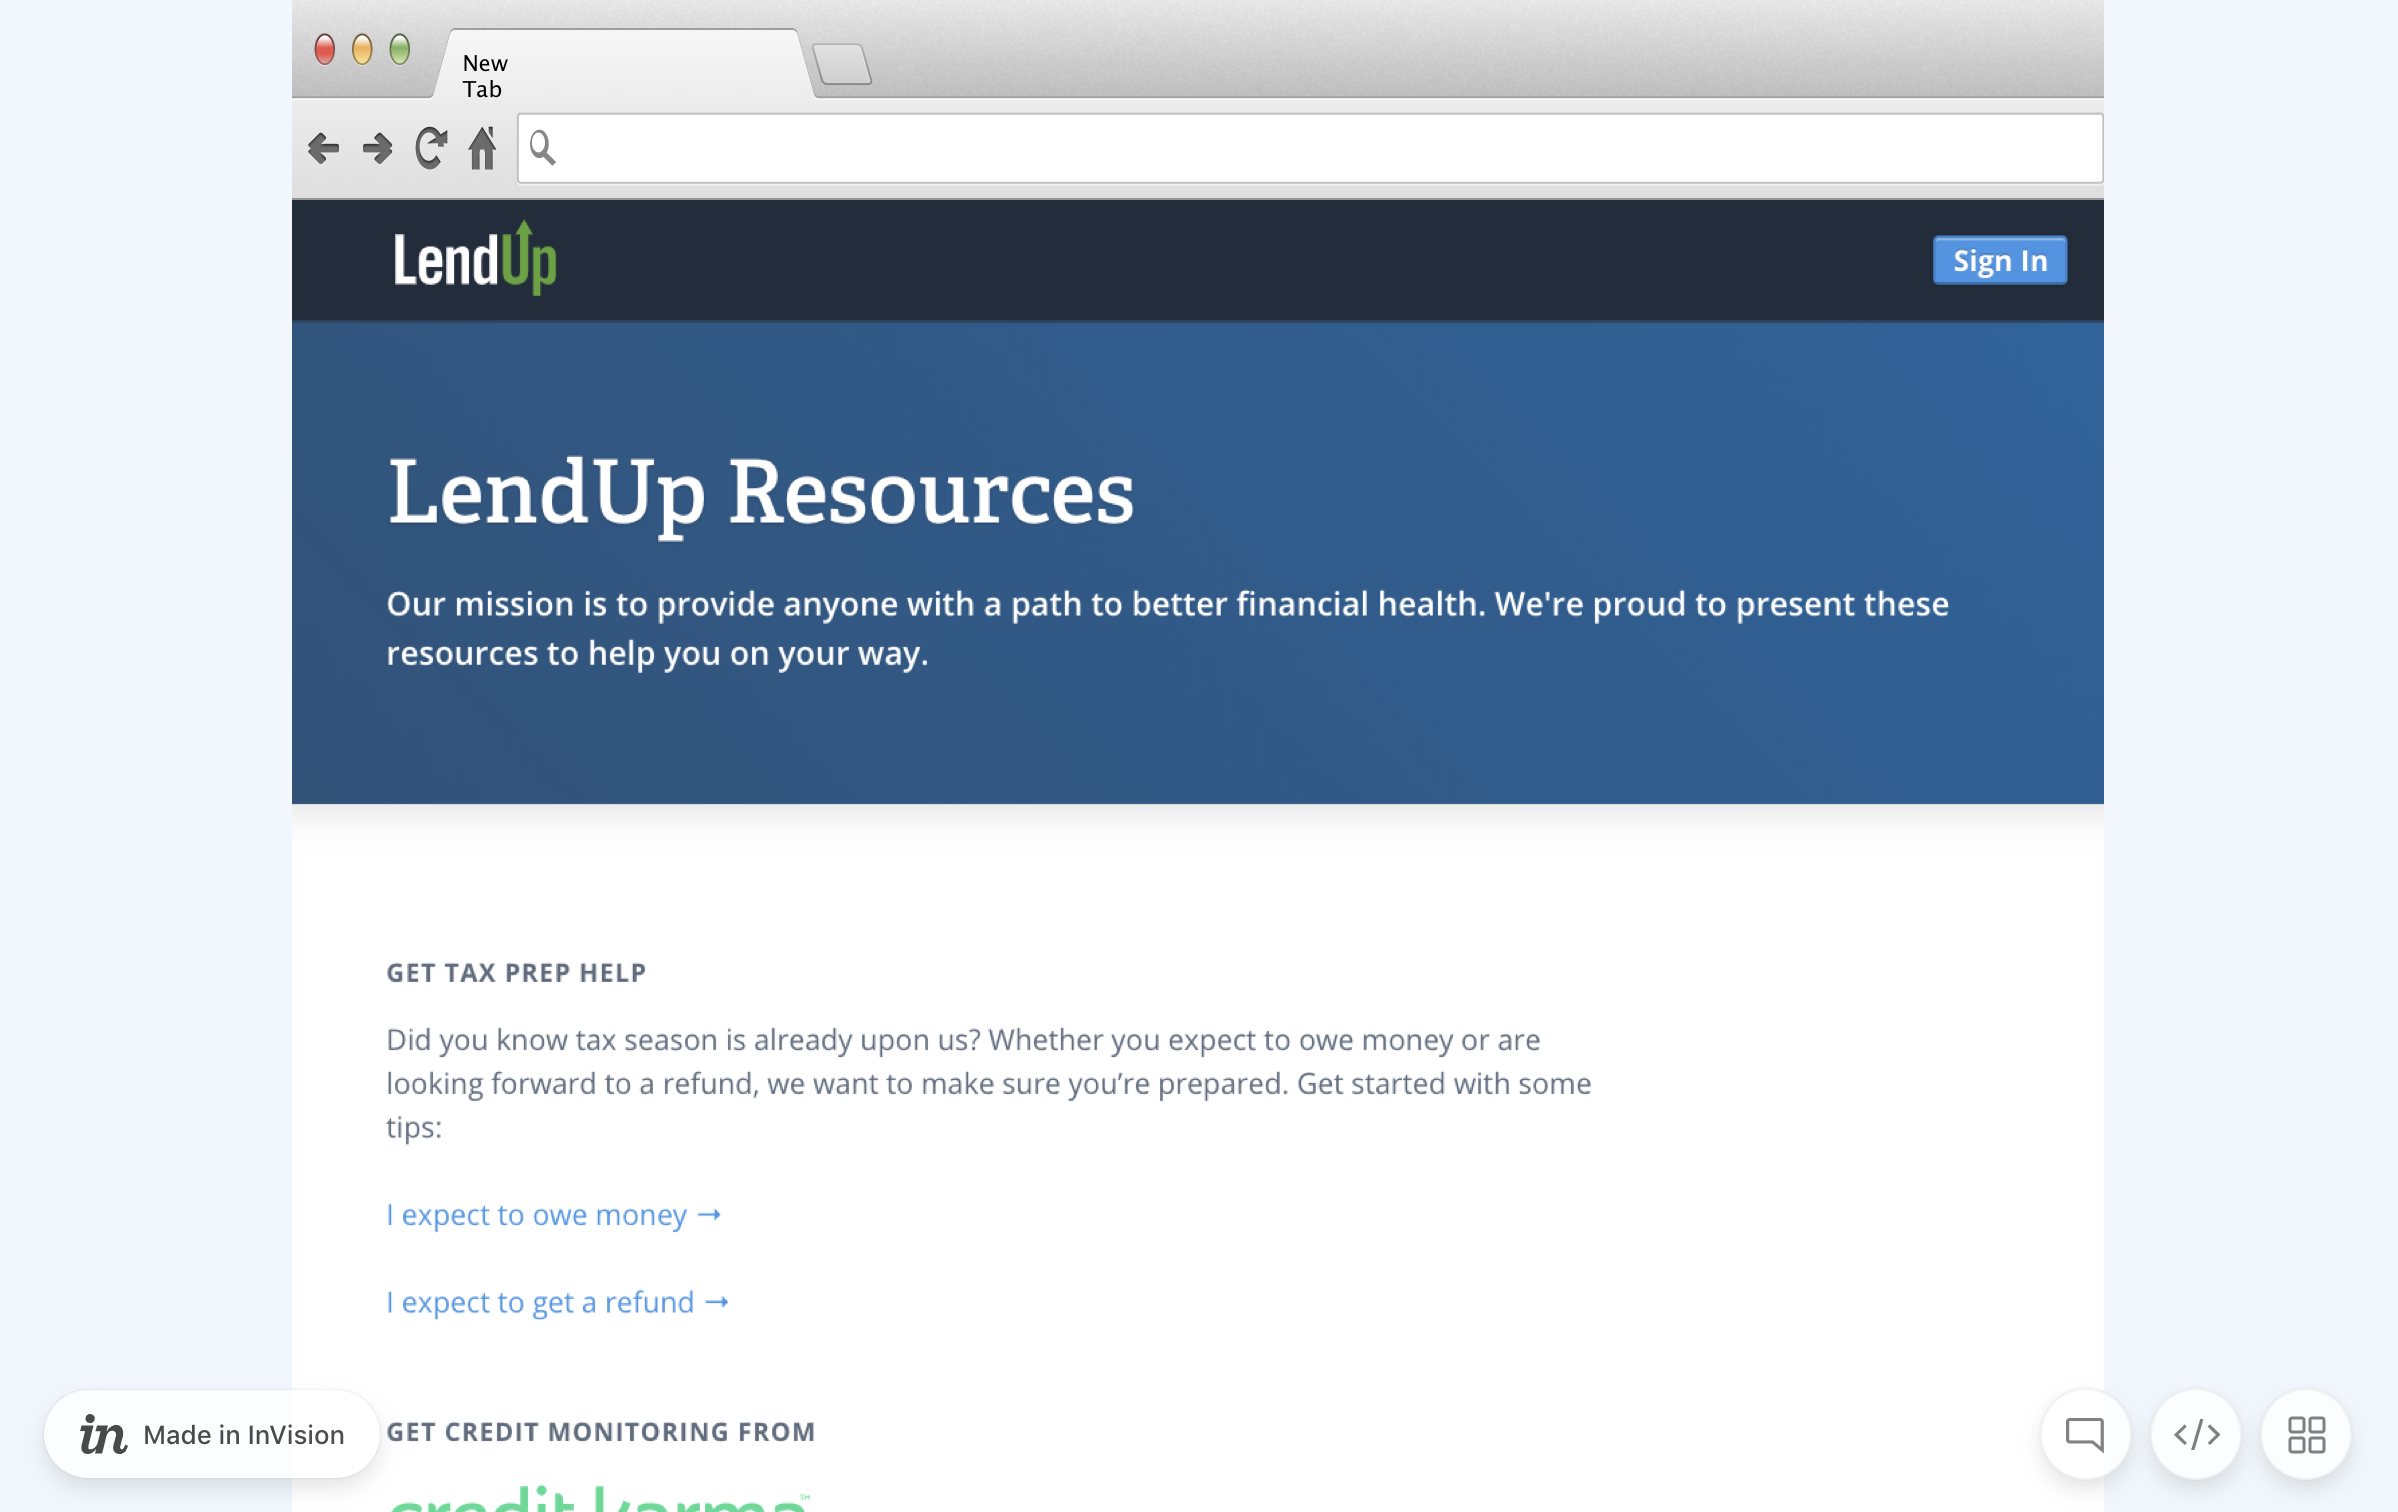 New
Tab
LendUp
Sign In
LendUp Resources
Our mission is to provide anyone with a path to better financial health. We're proud to present these
resources to help you on your way.
GET TAX PREP HELP
Did you know tax season is already upon us? Whether you expect to owe money or are
looking forward to a refund, we want to make sure you’re prepared. Get started with some
tips:
I expect to owe money →
I expect to get a refund →
in Made in InVision
GET CREDIT MONITORING FROM
credit karma™